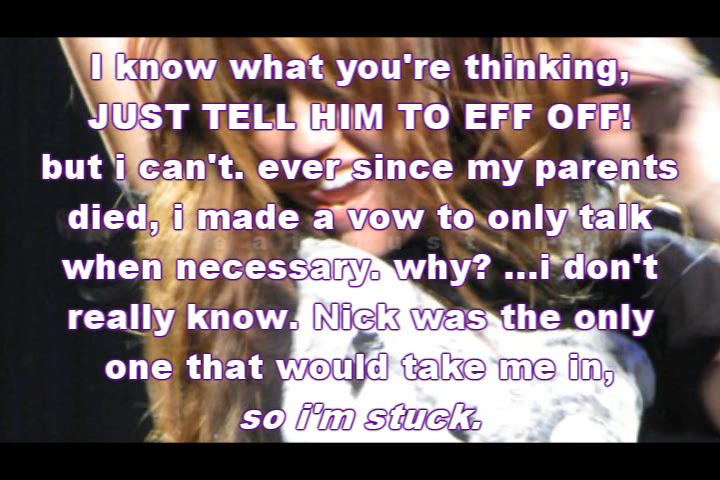 I know what you're thinking,
JUST TELL HIM TO EFF OFF!
but i can't. ever since my parents
died, i made a vow to only talk
when necessary. why? ...i don't
really know. Nick was the only
one that would take me in,
so i'm stuck.